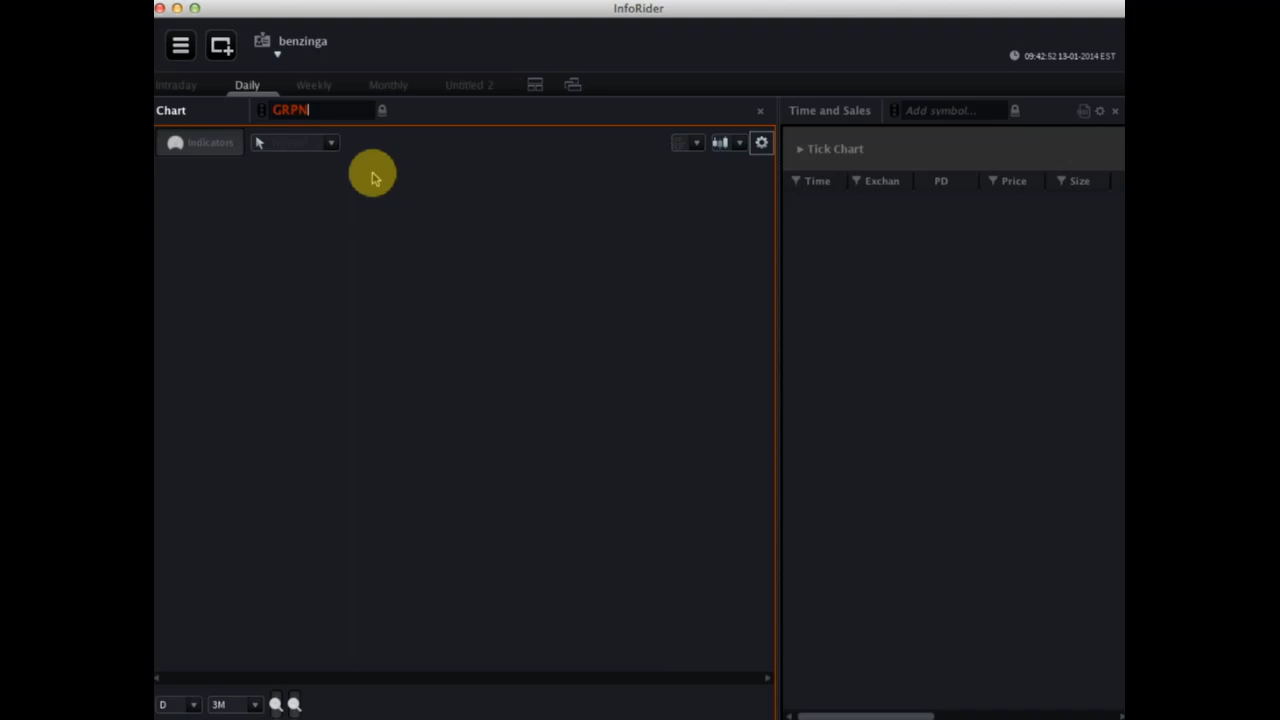 InfoRider
benzinga
09:42:52 13-01-2014 EST
Intraday Daily Weekly Monthly Untitled 2
Chart GRPN Time and Sales Add symbol...
Indicators
▸ Tick Chart
Time Exchan PD Price Size
D 3M